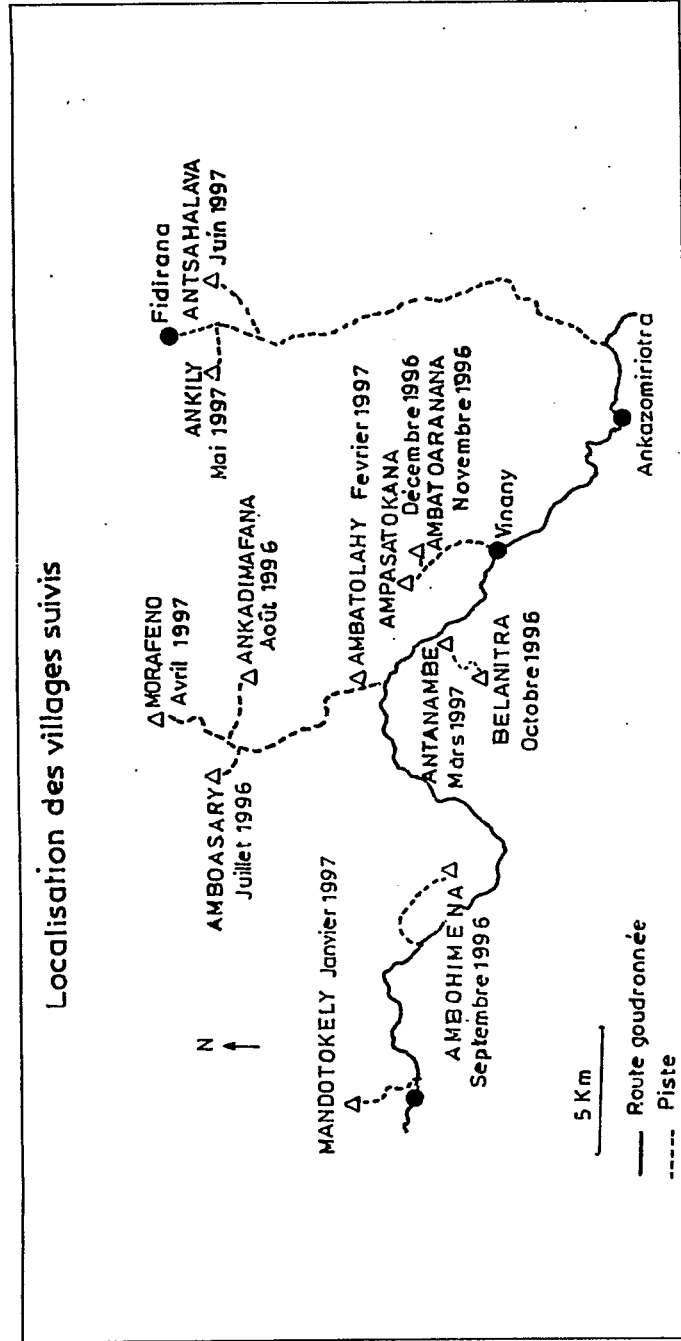 Localisation des villages suivis
N
MORAFENO
Avril 1997
AMBOASARY
Juillet 1996
ANKADIMAFANA
Août 1996
Fidirana
ANKILY
Mai 1997
ANTSAHALAVA
Juin 1997
MANDOTOKELY Janvier 1997
AMBATOLAHY Fevrier 1997
AMPASATOKANA
Décembre 1996
AMBATOARANANA
Novembre 1996
Vinany
ANTANAMBE
Mars 1997
BELANITRA
Octobre 1996
AMBOHIMENA
Septembre 1996
Ankazomiriotra
5 Km
Route goudronnée
Piste